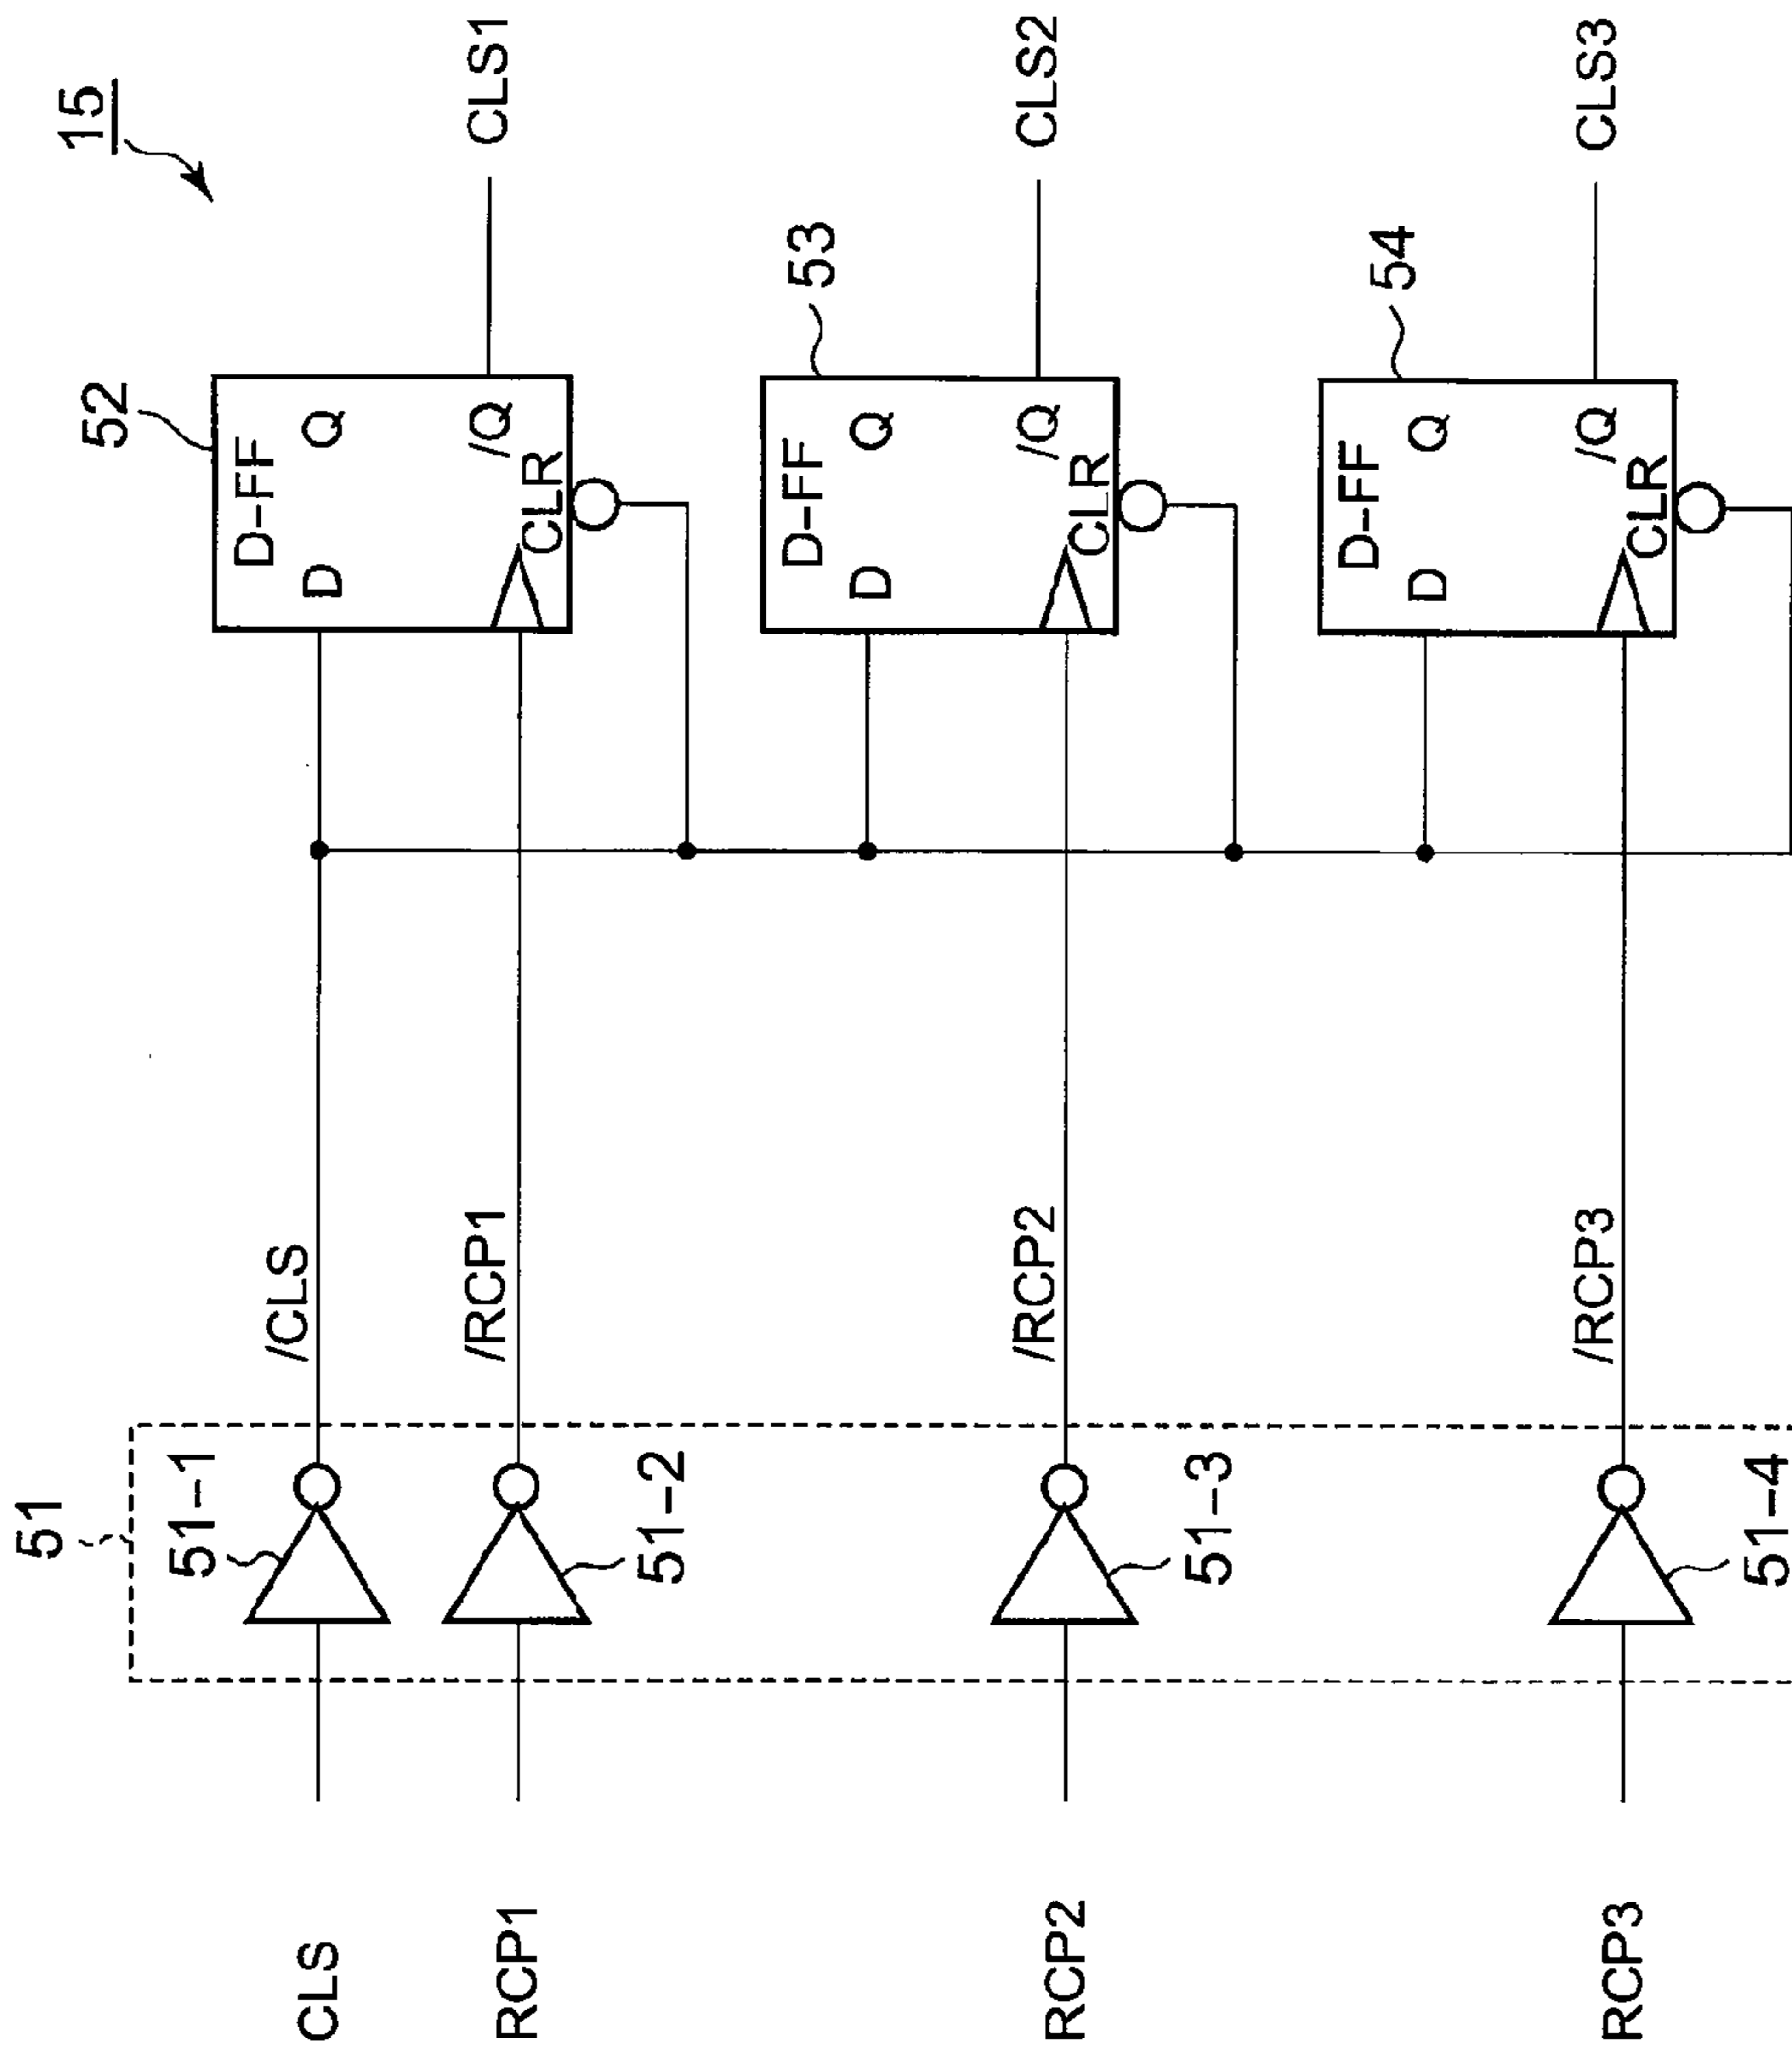 15
51
51-1
CLS
/CLS
52
D-FF
D
Q
RCP1
/RCP1
/Q
CLR
CLS1
51-2
53
D-FF
D
Q
RCP2
/RCP2
/Q
CLR
CLS2
51-3
54
D-FF
D
Q
RCP3
/RCP3
/Q
CLR
CLS3
51-4